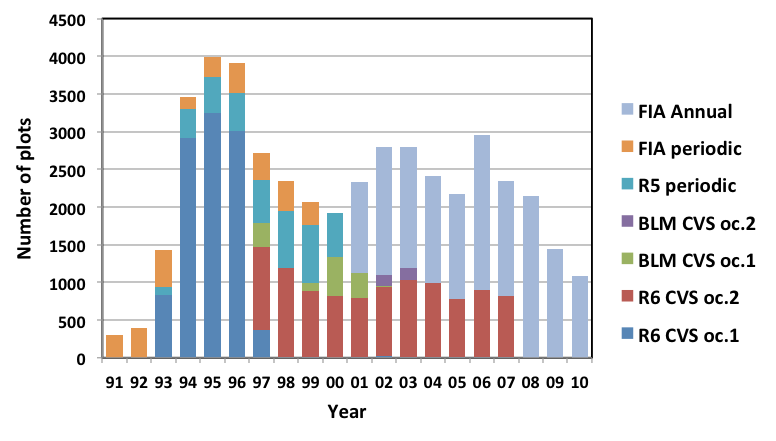 Number of plots
4500
4000
3500
3000
2500
2000
1500
1000
500
0
91 92 93 94 95 96 97 98 99 00 01 02 03 04 05 06 07 08 09 10
Year
FIA Annual
FIA periodic
R5 periodic
BLM CVS oc.2
BLM CVS oc.1
R6 CVS oc.2
R6 CVS oc.1